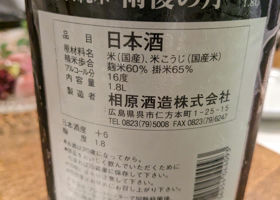 雨後の月
1.80
品目 日本酒
原材料名 米(国産)、米こうじ(国産米)
精米歩合 麹米60% 掛米65%
アルコール分 16度
内容量 1.8L
製造者 相原酒造株式会社
広島県呉市仁方本町1-25-15
TEL 0823(79)5008 FAX 0823(79)6247
日本酒度 +6
酸度 1.8